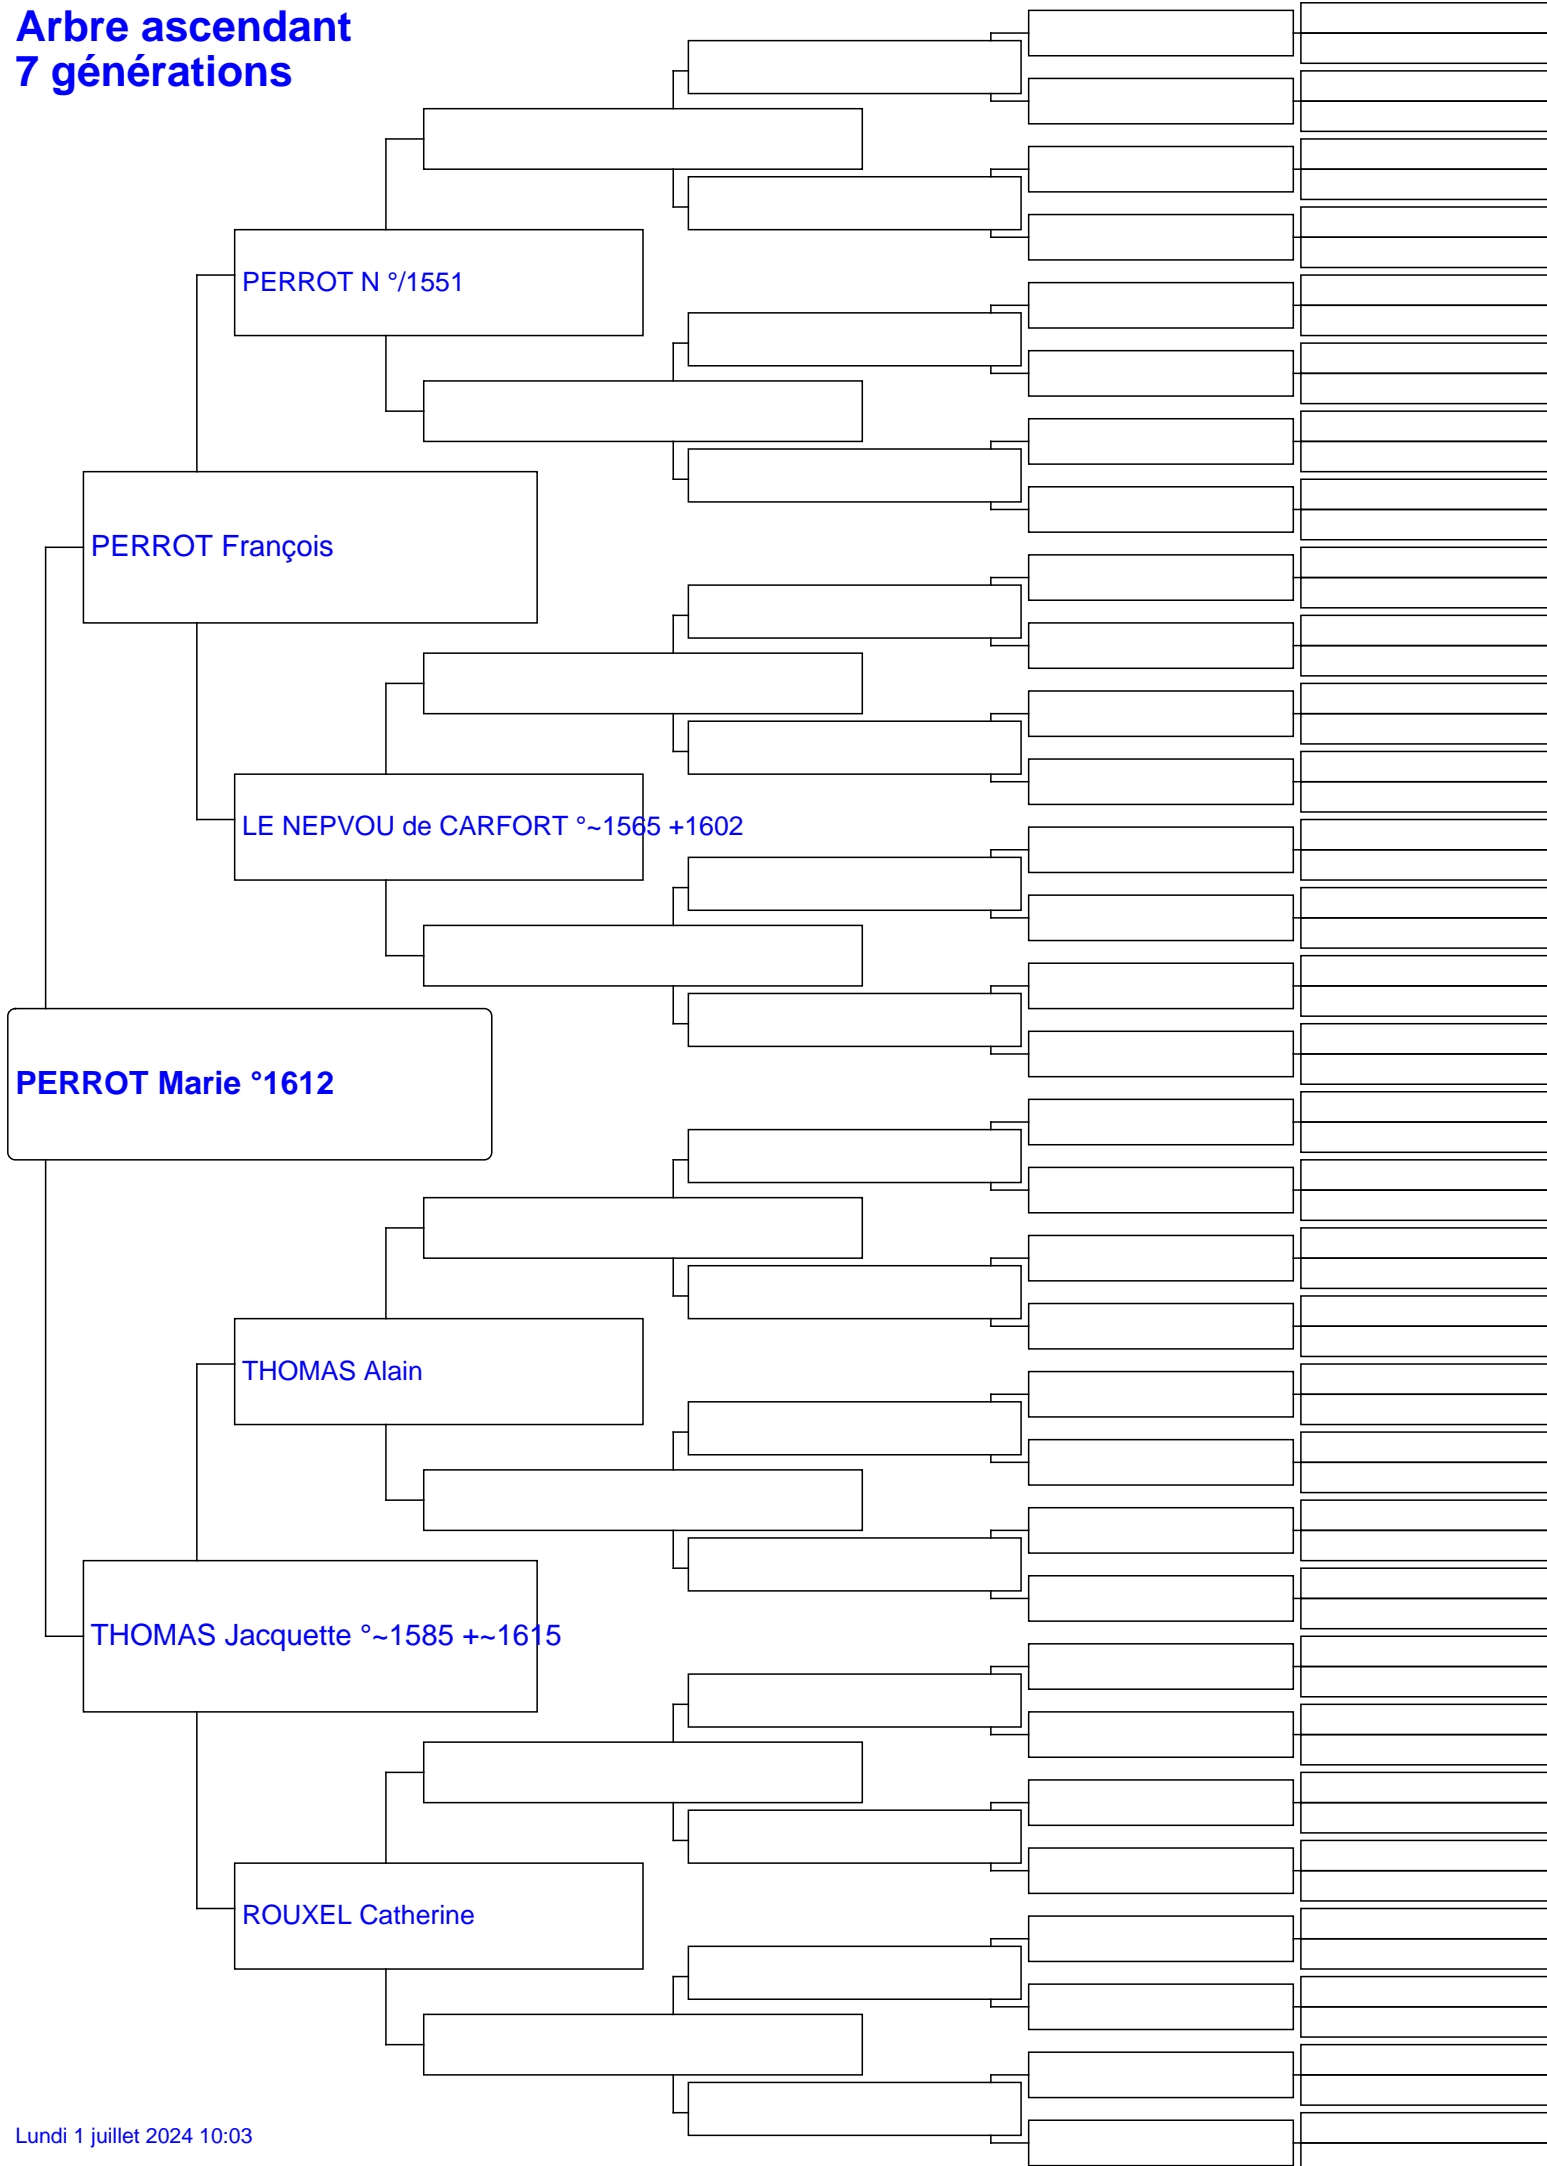 Arbre ascendant
7 générations
PERROT N °/1551
PERROT François
LE NEPVOU de CARFORT °~1565 +1602
PERROT Marie °1612
THOMAS Alain
THOMAS Jacquette °~1585 +~1615
ROUXEL Catherine
Lundi 1 juillet 2024 10:03